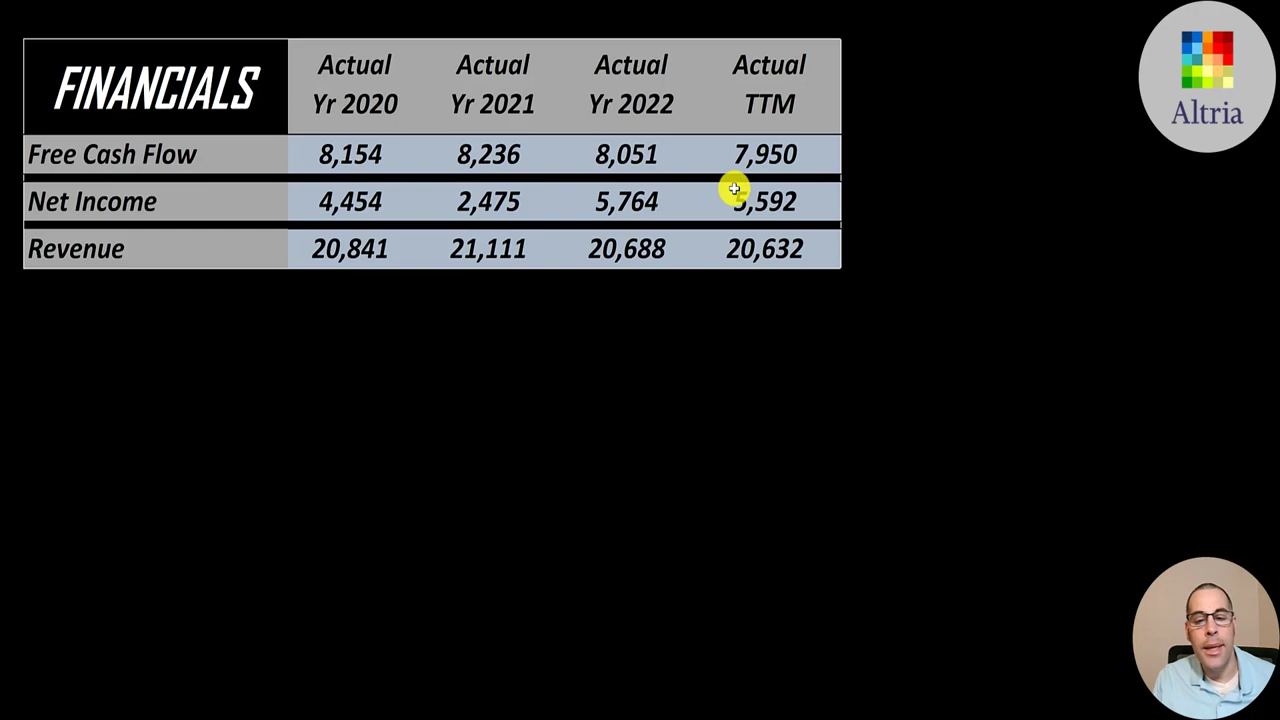 FINANCIALS
Actual Yr 2020
Actual Yr 2021
Actual Yr 2022
Actual TTM
Free Cash Flow 8,154 8,236 8,051 7,950
Net Income 4,454 2,475 5,764 5,592
Revenue 20,841 21,111 20,688 20,632
Altria